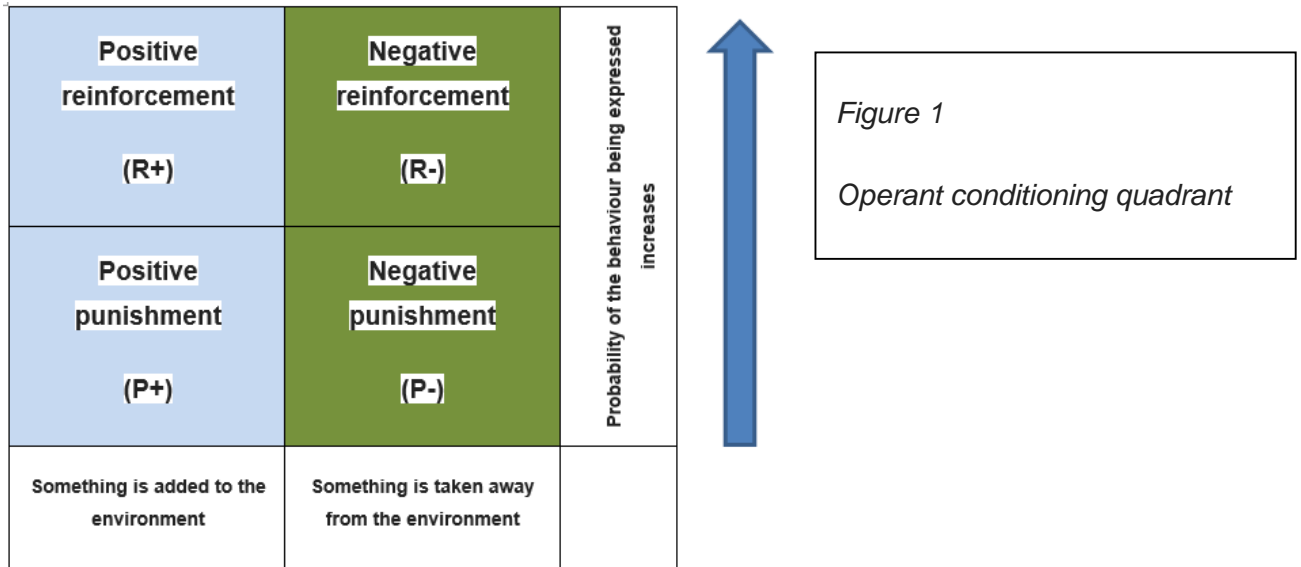 Positive
reinforcement
(R+)
Negative
reinforcement
(R-)
Probability of the behaviour being expressed
increases
Positive
punishment
(P+)
Negative
punishment
(P-)
Something is added to the
environment
Something is taken away
from the environment
Figure 1
Operant conditioning quadrant